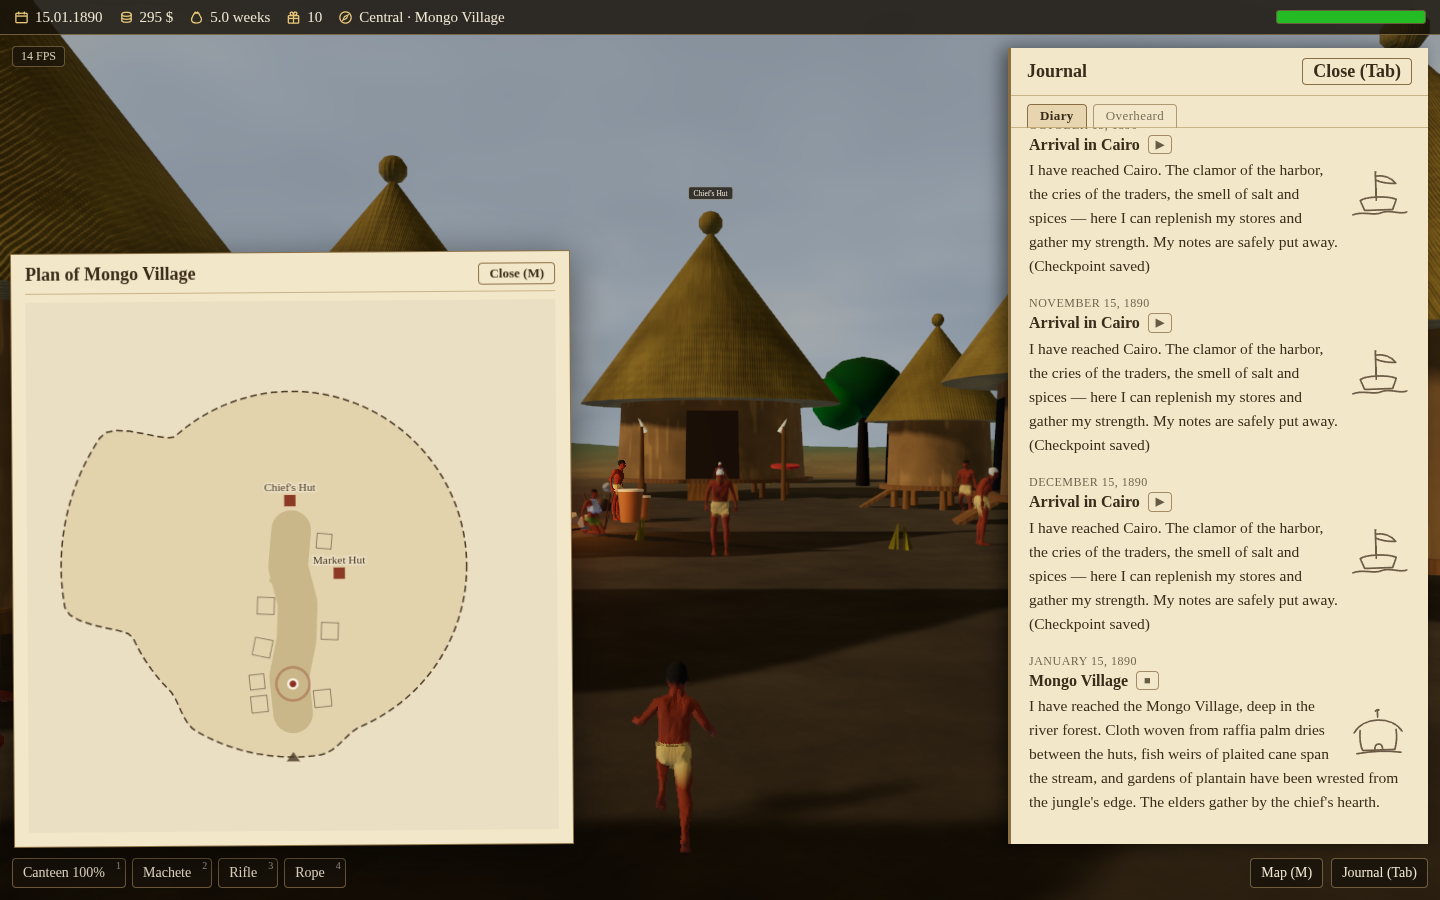 15.01.1890 295 $ 5.0 weeks 10 Central · Mongo Village
14 FPS
Chief's Hut
Plan of Mongo Village
Close (M)
Chief's Hut
Market Hut
Journal
Close (Tab)
Diary Overheard
Arrival in Cairo
I have reached Cairo. The clamor of the harbor,
the cries of the traders, the smell of salt and
spices — here I can replenish my stores and
gather my strength. My notes are safely put away.
(Checkpoint saved)
NOVEMBER 15, 1890
Arrival in Cairo
I have reached Cairo. The clamor of the harbor,
the cries of the traders, the smell of salt and
spices — here I can replenish my stores and
gather my strength. My notes are safely put away.
(Checkpoint saved)
DECEMBER 15, 1890
Arrival in Cairo
I have reached Cairo. The clamor of the harbor,
the cries of the traders, the smell of salt and
spices — here I can replenish my stores and
gather my strength. My notes are safely put away.
(Checkpoint saved)
JANUARY 15, 1890
Mongo Village
I have reached the Mongo Village, deep in the
river forest. Cloth woven from raffia palm dries
between the huts, fish weirs of plaited cane span
the stream, and gardens of plantain have been wrested from
the jungle's edge. The elders gather by the chief's hearth.
Canteen 100% 1 Machete 2 Rifle 3 Rope 4
Map (M) Journal (Tab)